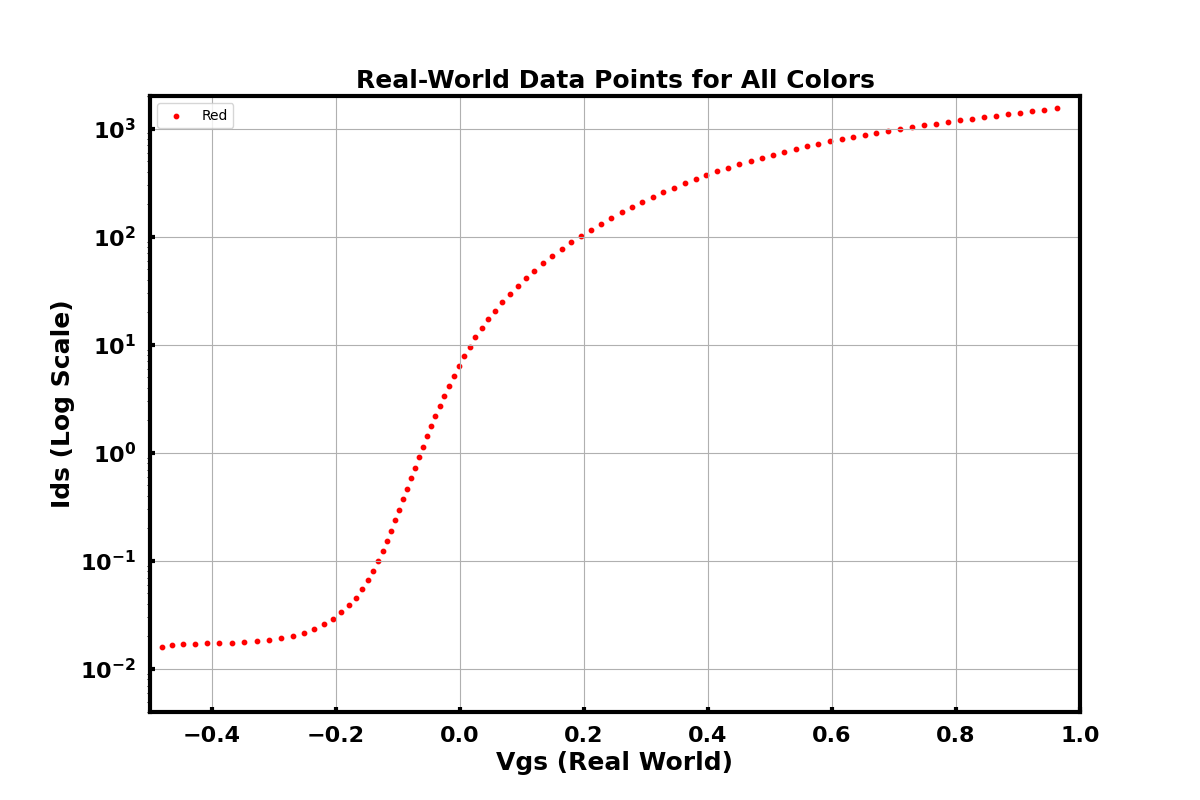 Real-World Data Points for All Colors
Red
10³
10²
10¹
10⁰
10⁻¹
10⁻²
Ids (Log Scale)
−0.4 −0.2 0.0 0.2 0.4 0.6 0.8 1.0
Vgs (Real World)